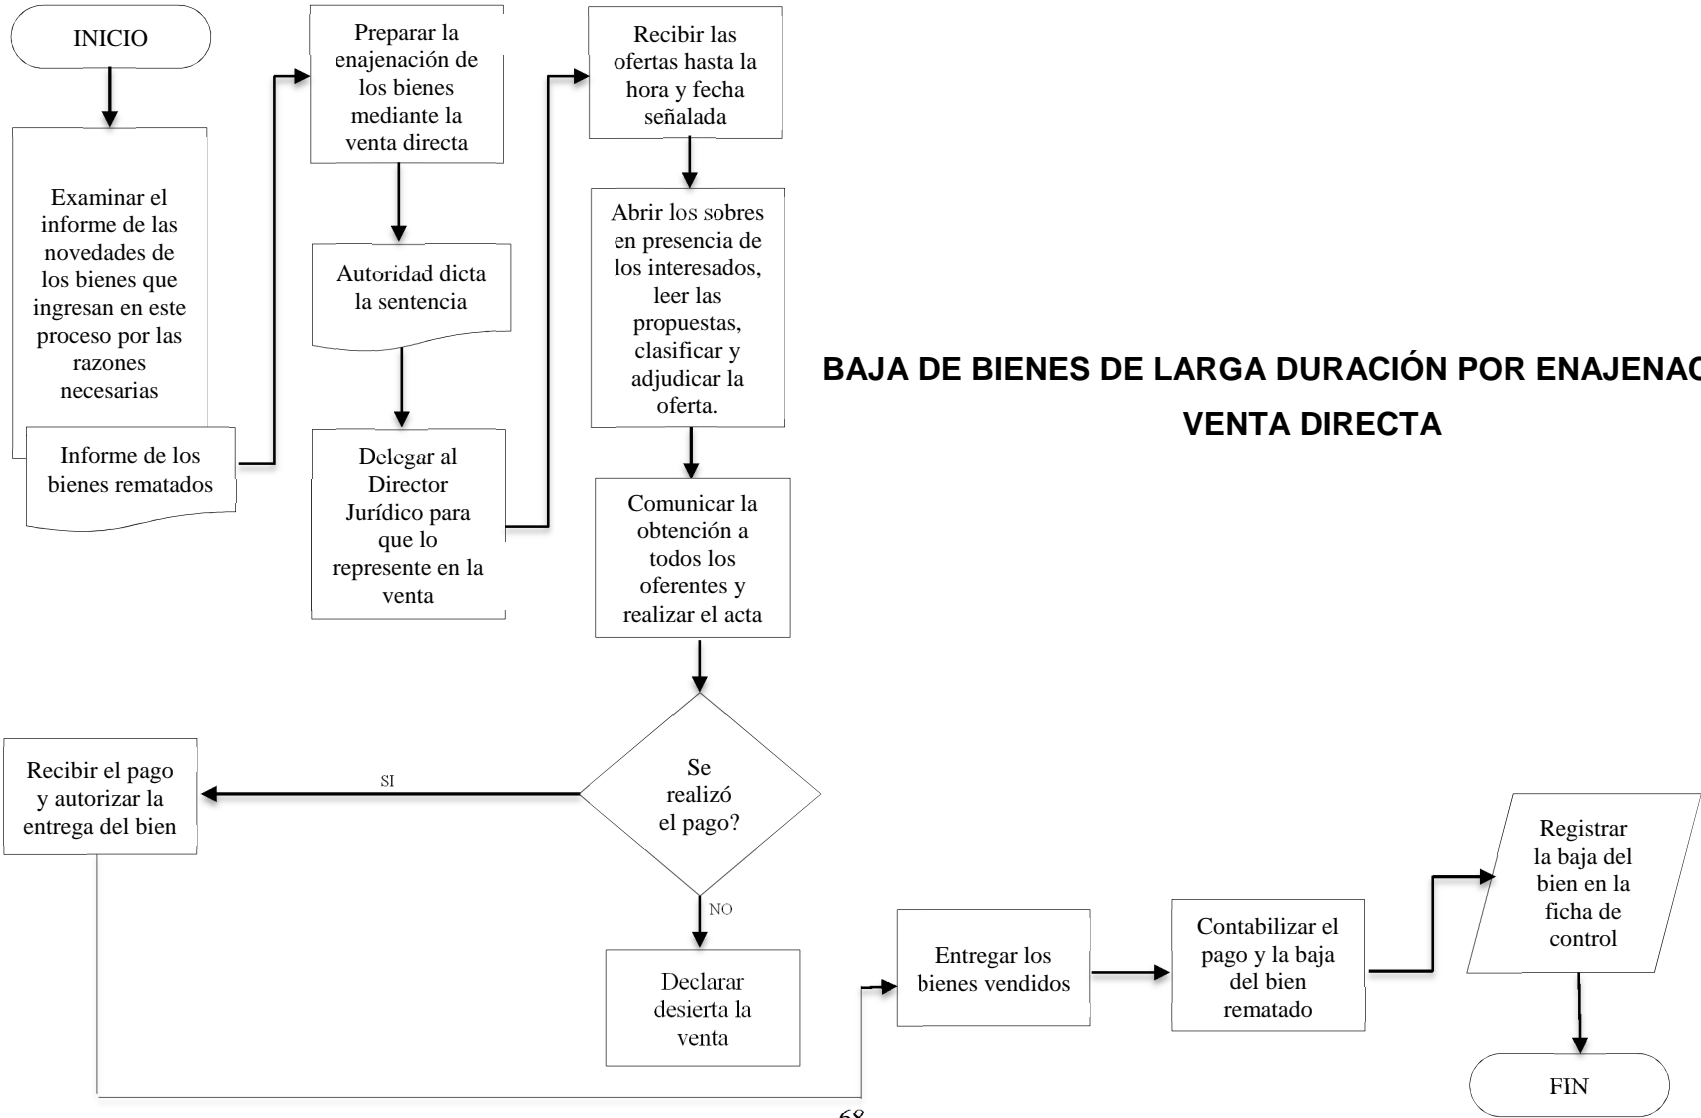 INICIO
Examinar el
informe de las
novedades de
los bienes que
ingresan en este
proceso por las
razones
necesarias
Informe de los
bienes rematados
Preparar la
enajenación de
los bienes
mediante la
venta directa
Autoridad dicta
la sentencia
Delegar al
Director
Jurídico para
que lo
represente en la
venta
Recibir las
ofertas hasta la
hora y fecha
señalada
Abrir los sobres
en presencia de
los interesados,
leer las
propuestas,
clasificar y
adjudicar la
oferta.
Comunicar la
obtención a
todos los
oferentes y
realizar el acta
BAJA DE BIENES DE LARGA DURACIÓN POR ENAJENAC
VENTA DIRECTA
Se
realizó
el pago?
SI
Recibir el pago
y autorizar la
entrega del bien
NO
Declarar
desierta la
venta
Entregar los
bienes vendidos
Contabilizar el
pago y la baja
del bien
rematado
Registrar
la baja del
bien en la
ficha de
control
FIN
68